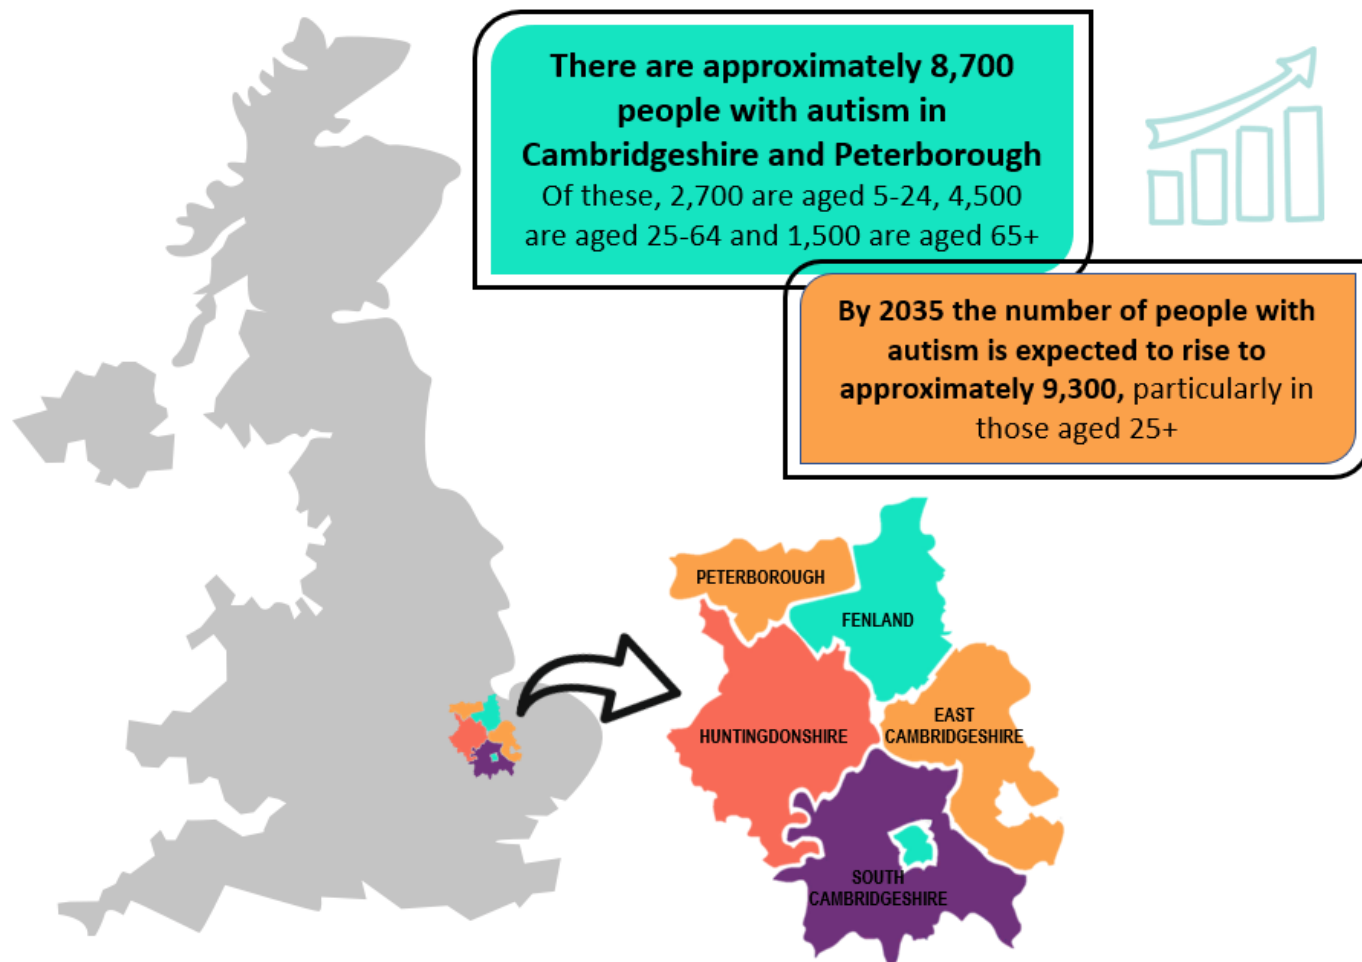 There are approximately 8,700
people with autism in
Cambridgeshire and Peterborough
Of these, 2,700 are aged 5-24, 4,500
are aged 25-64 and 1,500 are aged 65+
By 2035 the number of people with
autism is expected to rise to
approximately 9,300, particularly in
those aged 25+
PETERBOROUGH
FENLAND
HUNTINGDONSHIRE
EAST
CAMBRIDGESHIRE
SOUTH
CAMBRIDGESHIRE